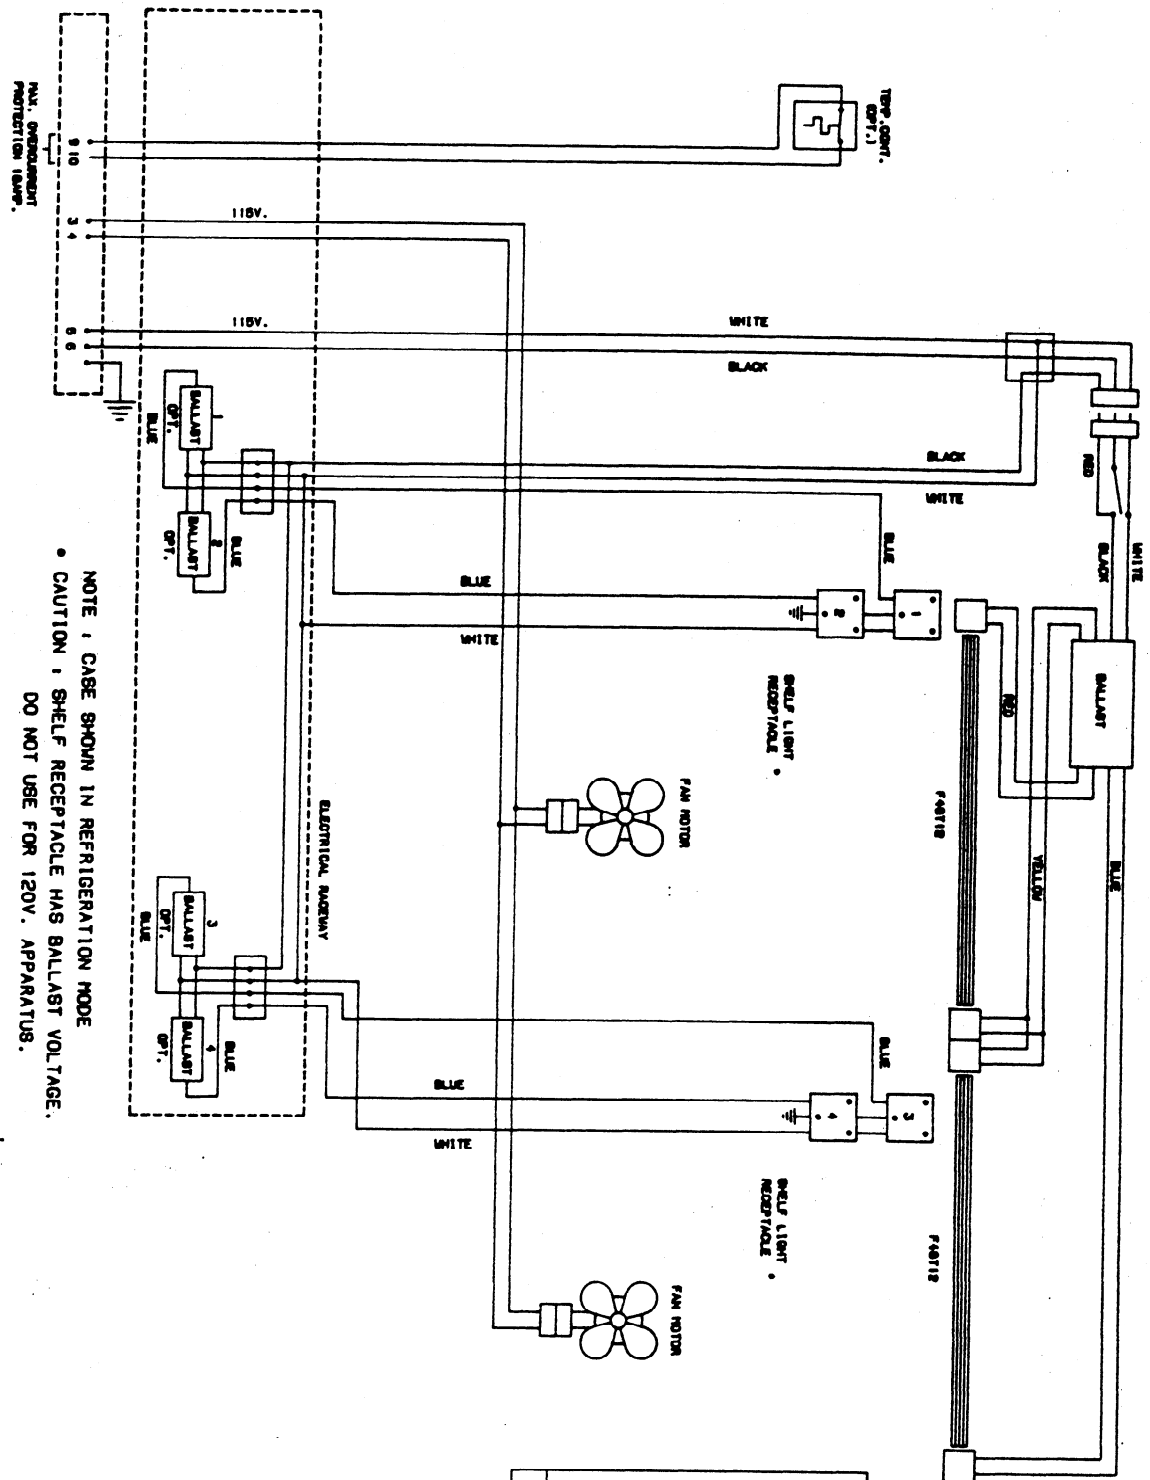 TEMP.CONT.
(OPT.)
MAX. OVERCURRENT
PROTECTION 15AMP.
9 10
3 4
5 6
115V.
115V.
WHITE
BLACK
BLACK
WHITE
RED
WHITE
BLACK
BALLAST
RED
YELLOW
BLUE
1
BALLAST
OPT.
BLUE
2
BALLAST
OPT.
BLUE
BLUE
BLUE
WHITE
1
2
SHELF LIGHT
RECEPTACLE •
F48T12
FAN MOTOR
ELECTRICAL RACEWAY
3
BALLAST
OPT.
BLUE
4
BALLAST
OPT.
BLUE
BLUE
BLUE
WHITE
3
4
SHELF LIGHT
RECEPTACLE •
F48T12
FAN MOTOR
NOTE : CASE SHOWN IN REFRIGERATION MODE
• CAUTION : SHELF RECEPTACLE HAS BALLAST VOLTAGE.
DO NOT USE FOR 120V. APPARATUS.